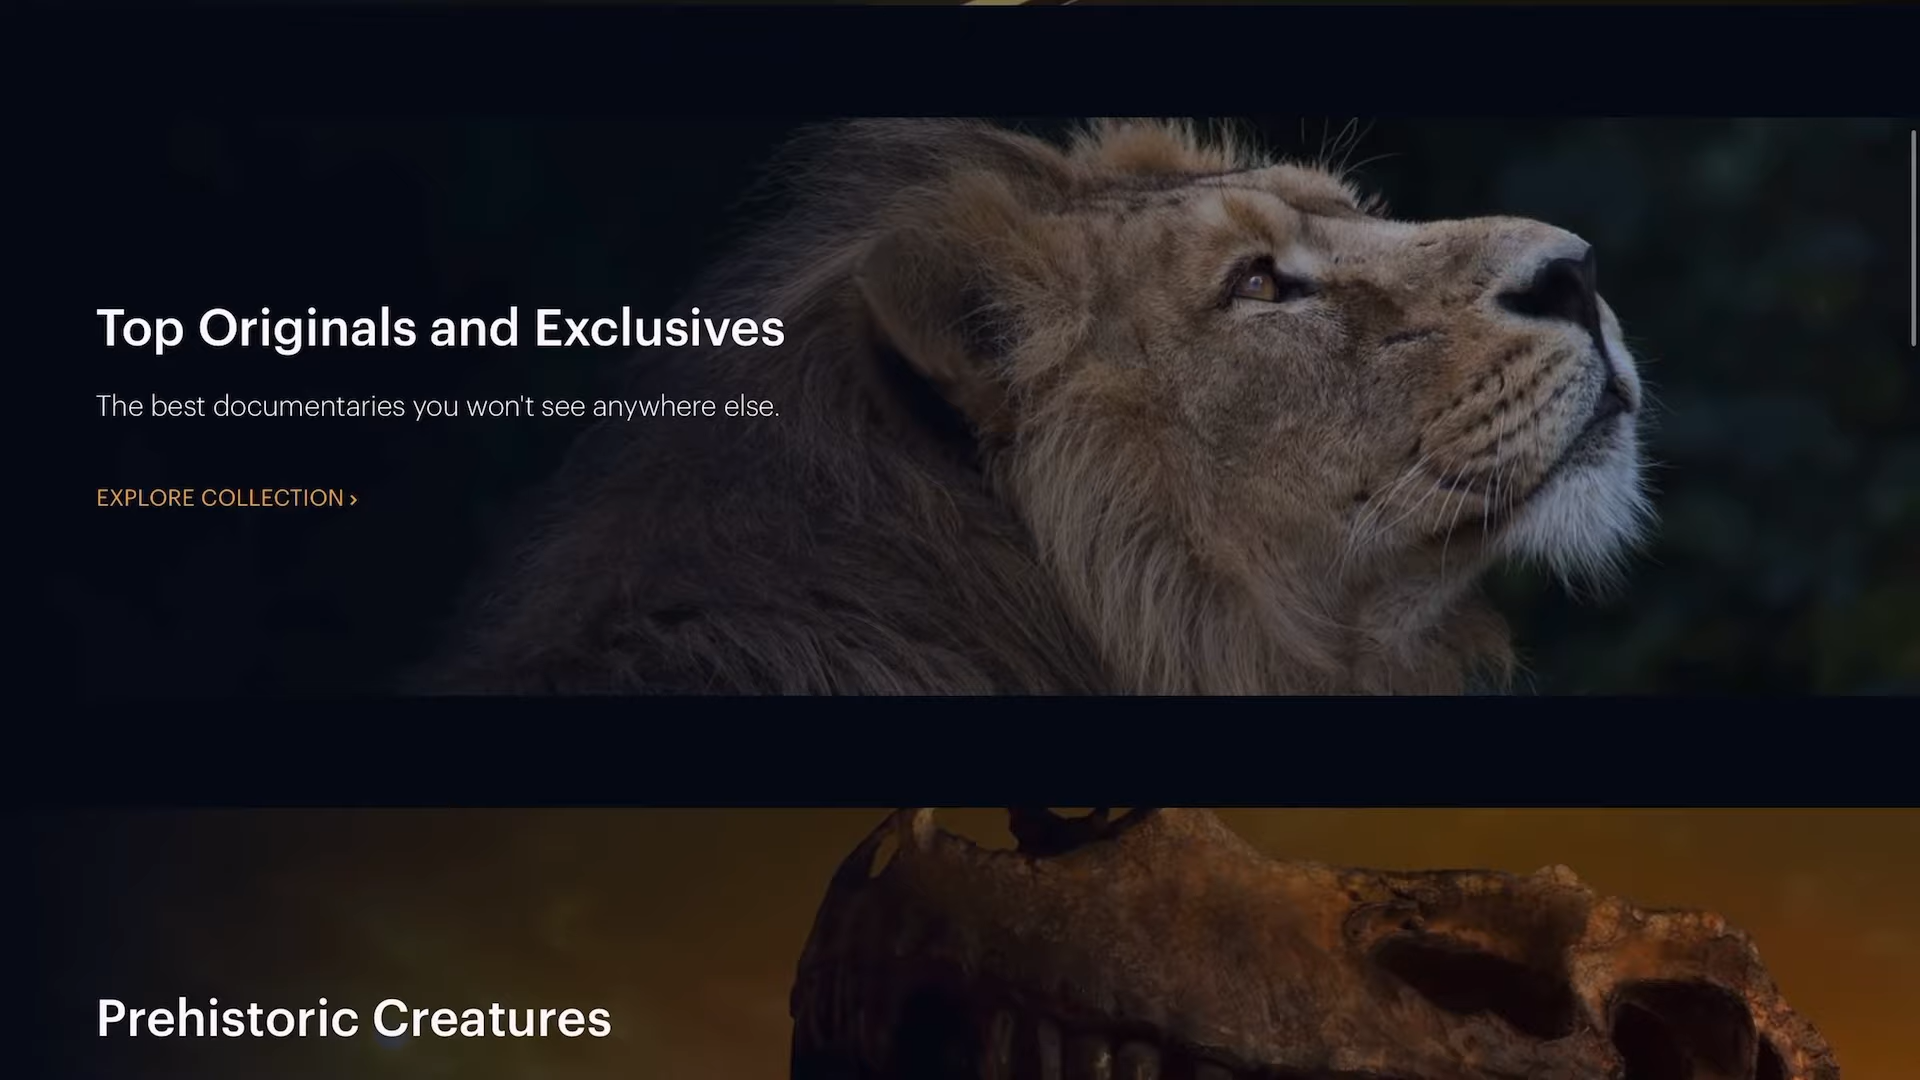 Top Originals and Exclusives
The best documentaries you won't see anywhere else.
EXPLORE COLLECTION ›
Prehistoric Creatures